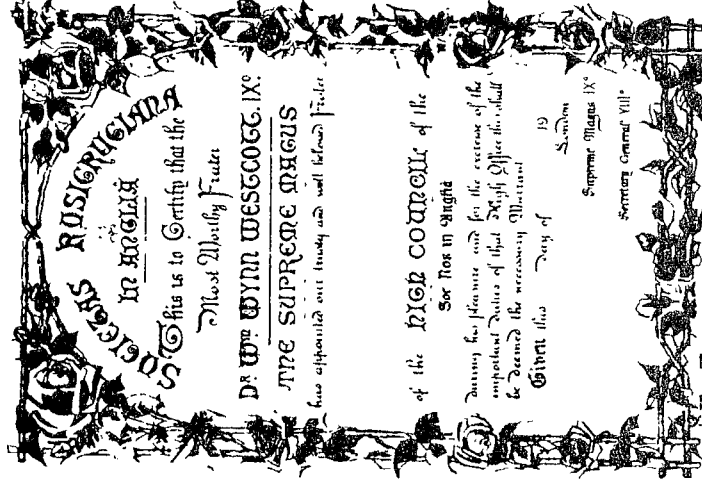 SOCIETAS ROSICRUCIANA
IN ANGLIA
This is to Certify that the
Most Worthy Frater
DR Wm WYNN WESTCOTT. IX°.
THE SUPREME MAGUS
has appointed our trusty and well beloved Frater
of the HIGH COUNCILL of the
Soc Ros in Anglia
during his pleasure and for the exercise of the
important duties of that High Office this shall
be deemed the necessary Warrant
Given this day of 19
London
Supreme Magus IX°
Secretary General VIII°